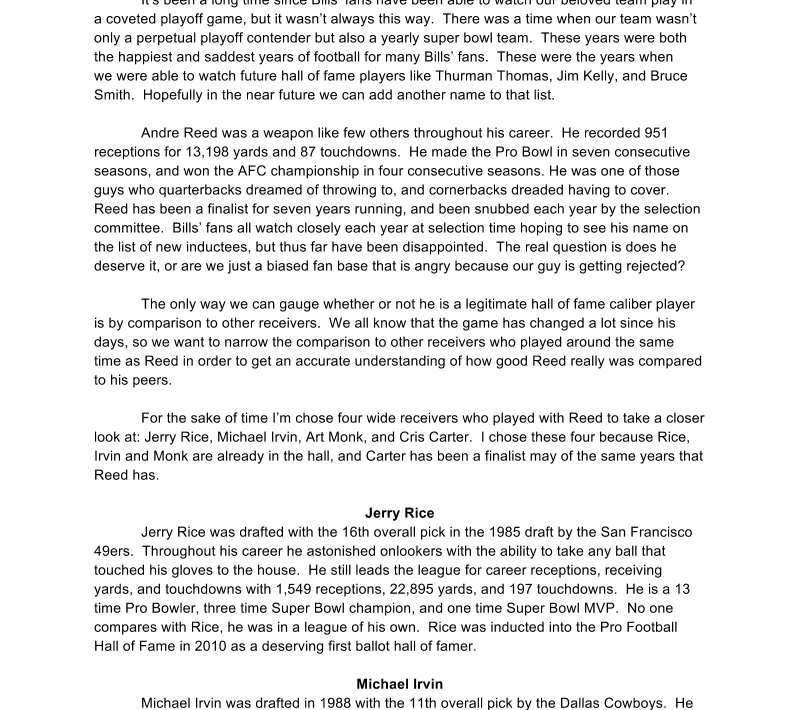 It's been a long time since Bills' fans have been able to watch our beloved team play in
a coveted playoff game, but it wasn't always this way.  There was a time when our team wasn't
only a perpetual playoff contender but also a yearly super bowl team.  These years were both
the happiest and saddest years of football for many Bills' fans.  These were the years when
we were able to watch future hall of fame players like Thurman Thomas, Jim Kelly, and Bruce
Smith.  Hopefully in the near future we can add another name to that list.
Andre Reed was a weapon like few others throughout his career.  He recorded 951
receptions for 13,198 yards and 87 touchdowns.  He made the Pro Bowl in seven consecutive
seasons, and won the AFC championship in four consecutive seasons. He was one of those
guys who quarterbacks dreamed of throwing to, and cornerbacks dreaded having to cover.
Reed has been a finalist for seven years running, and been snubbed each year by the selection
committee.  Bills' fans all watch closely each year at selection time hoping to see his name on
the list of new inductees, but thus far have been disappointed.  The real question is does he
deserve it, or are we just a biased fan base that is angry because our guy is getting rejected?
The only way we can gauge whether or not he is a legitimate hall of fame caliber player
is by comparison to other receivers.  We all know that the game has changed a lot since his
days, so we want to narrow the comparison to other receivers who played around the same
time as Reed in order to get an accurate understanding of how good Reed really was compared
to his peers.
For the sake of time I'm chose four wide receivers who played with Reed to take a closer
look at: Jerry Rice, Michael Irvin, Art Monk, and Cris Carter.  I chose these four because Rice,
Irvin and Monk are already in the hall, and Carter has been a finalist may of the same years that
Reed has.
Jerry Rice
Jerry Rice was drafted with the 16th overall pick in the 1985 draft by the San Francisco
49ers.  Throughout his career he astonished onlookers with the ability to take any ball that
touched his gloves to the house.  He still leads the league for career receptions, receiving
yards, and touchdowns with 1,549 receptions, 22,895 yards, and 197 touchdowns.  He is a 13
time Pro Bowler, three time Super Bowl champion, and one time Super Bowl MVP.  No one
compares with Rice, he was in a league of his own.  Rice was inducted into the Pro Football
Hall of Fame in 2010 as a deserving first ballot hall of famer.
Michael Irvin
Michael Irvin was drafted in 1988 with the 11th overall pick by the Dallas Cowboys.  He